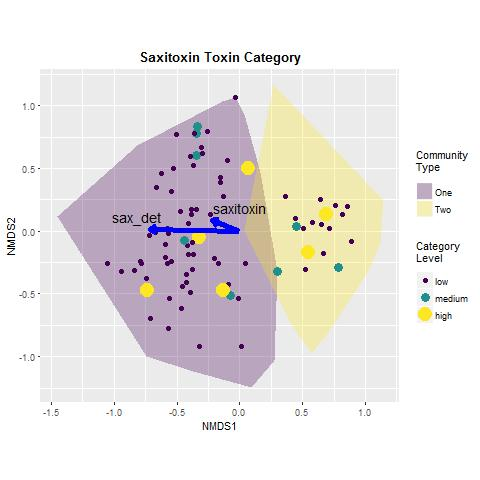 Saxitoxin Toxin Category
1.0
0.5
0.0
-0.5
-1.0
NMDS2
sax_det
saxitoxin
-1.5 -1.0 -0.5 0.0 0.5 1.0
NMDS1
Community
Type
One
Two
Category
Level
low
medium
high